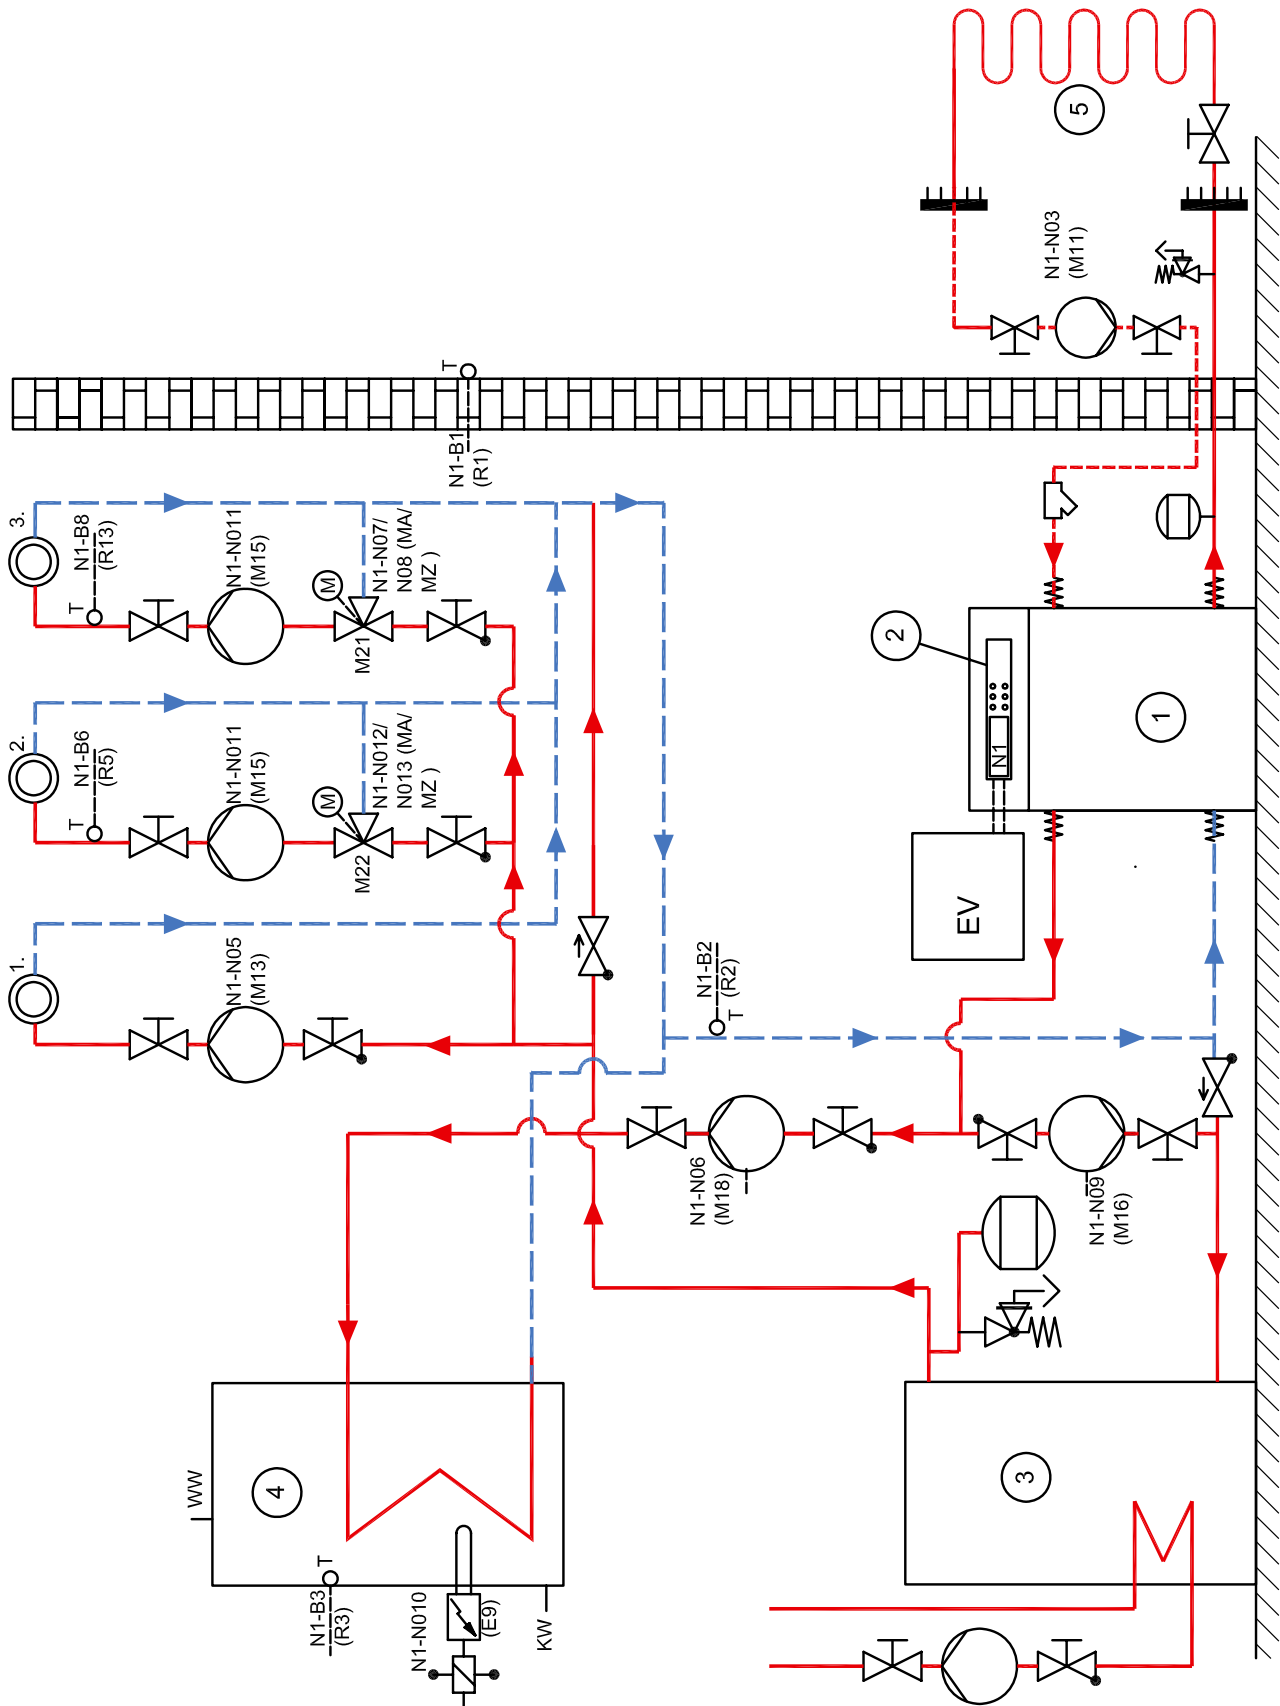 1.
N1-N05
(M13)
2.
N1-B6
(R5)
T
N1-N011
(M15)
M
M22
N1-N012/
N013 (MA/
MZ )
3.
N1-B8
(R13)
T
N1-N011
(M15)
M
M21
N1-N07/
N08 (MA/
MZ )
T
N1-B1
(R1)
N1-N03
(M11)
5
WW
4
T
N1-B3
(R3)
N1-N010
(E9)
KW
N1-N06
(M18)
N1-B2
(R2)
T
EV
2
N1
1
N1-N09
(M16)
3